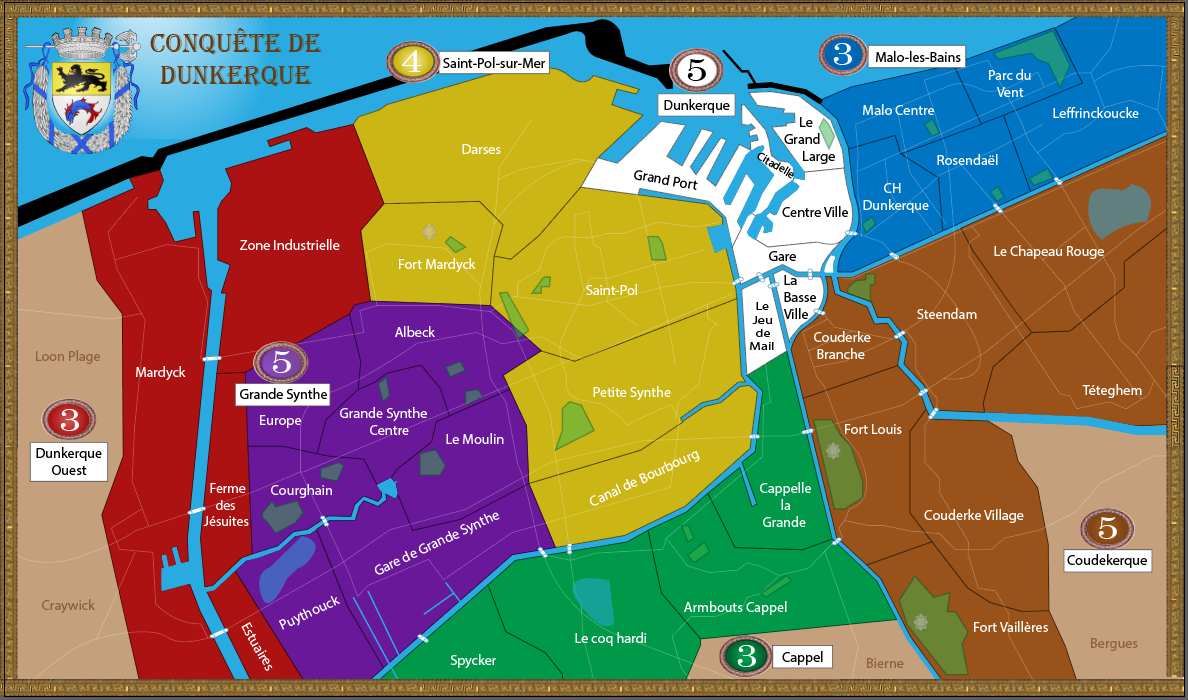 CONQUÊTE DE
DUNKERQUE
4
Saint-Pol-sur-Mer
5
Dunkerque
3
Malo-les-Bains
Parc du
Vent
Malo Centre
Leffrinckoucke
Le
Grand
Large
Citadelle
Rosendaël
Darses
Grand Port
CH
Dunkerque
Centre Ville
Zone Industrielle
Fort Mardyck
Gare
Le Chapeau Rouge
Saint-Pol
La
Basse
Ville
Le
Jeu
de
Mail
Steendam
Albeck
Couderke
Branche
Loon Plage
Mardyck
5
Grande Synthe
Petite Synthe
Téteghem
3
Dunkerque
Ouest
Europe
Grande Synthe
Centre
Le Moulin
Fort Louis
Canal de Bourbourg
Courghain
Ferme
des
Jésuites
Cappelle
la
Grande
Couderke Village
5
Coudekerque
Gare de Grande Synthe
Craywick
Puythouck
Estuaires
Armbouts Cappel
Le coq hardi
Fort Vaillères
Bergues
Spycker
3
Cappel
Bierne